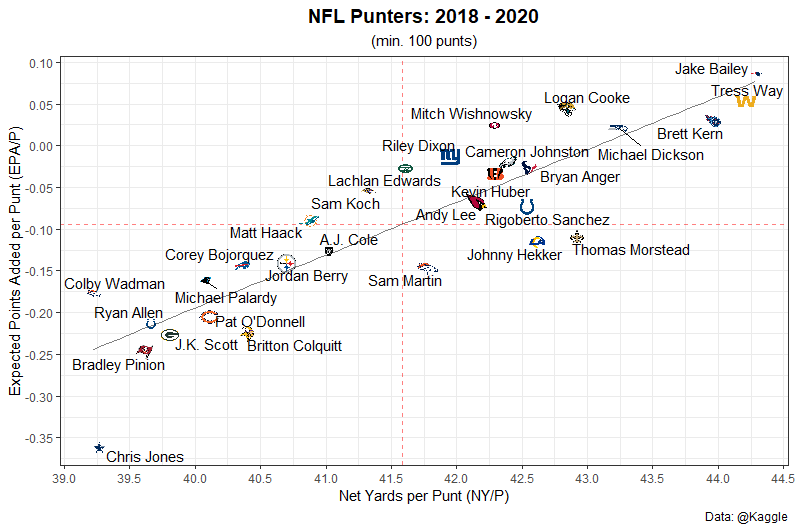 NFL Punters: 2018 - 2020
(min. 100 punts)
Expected Points Added per Punt (EPA/P)
0.10
0.05
0.00
-0.05
-0.10
-0.15
-0.20
-0.25
-0.30
-0.35
Jake Bailey
Tress Way
W
Logan Cooke
Mitch Wishnowsky
Brett Kern
Riley Dixon
ny
Cameron Johnston
Michael Dickson
Lachlan Edwards
Bryan Anger
Kevin Huber
Sam Koch
Andy Lee
Rigoberto Sanchez
Matt Haack
A.J. Cole
Johnny Hekker
Thomas Morstead
Corey Bojorquez
Jordan Berry
Sam Martin
Colby Wadman
Michael Palardy
Ryan Allen
Pat O'Donnell
G
J.K. Scott
Britton Colquitt
Bradley Pinion
Chris Jones
39.0 39.5 40.0 40.5 41.0 41.5 42.0 42.5 43.0 43.5 44.0 44.5
Net Yards per Punt (NY/P)
Data: @Kaggle